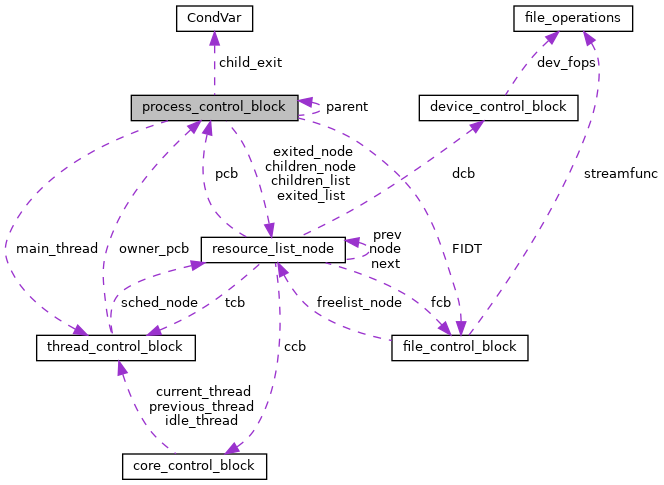 CondVar
file_operations
child_exit
dev_fops
process_control_block
parent
device_control_block
exited_node
children_node
children_list
exited_list
pcb
dcb
streamfunc
main_thread
owner_pcb
resource_list_node
prev
node
next
FIDT
sched_node
tcb
freelist_node
fcb
thread_control_block
ccb
file_control_block
current_thread
previous_thread
idle_thread
core_control_block